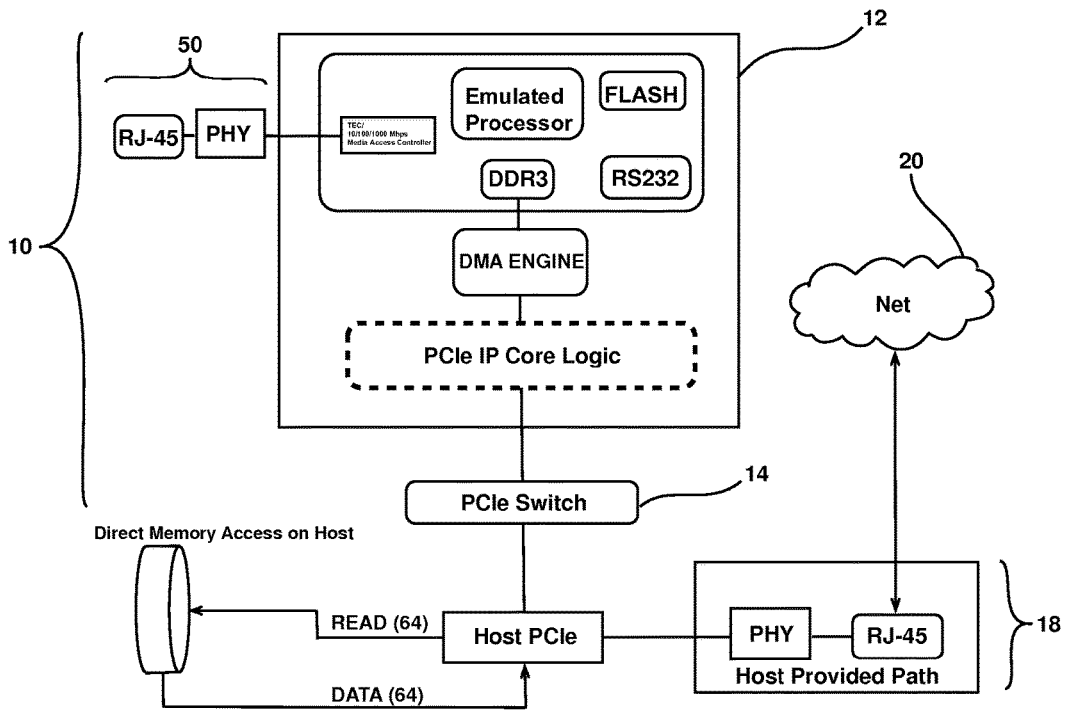 12
50
Emulated
Processor
FLASH
RJ-45
PHY
TEC/
10/100/1000 Mbps
Media Access Controller
DDR3
RS232
20
10
DMA ENGINE
Net
PCIe IP Core Logic
14
PCIe Switch
Direct Memory Access on Host
READ (64)
Host PCIe
PHY
RJ-45
18
Host Provided Path
DATA (64)